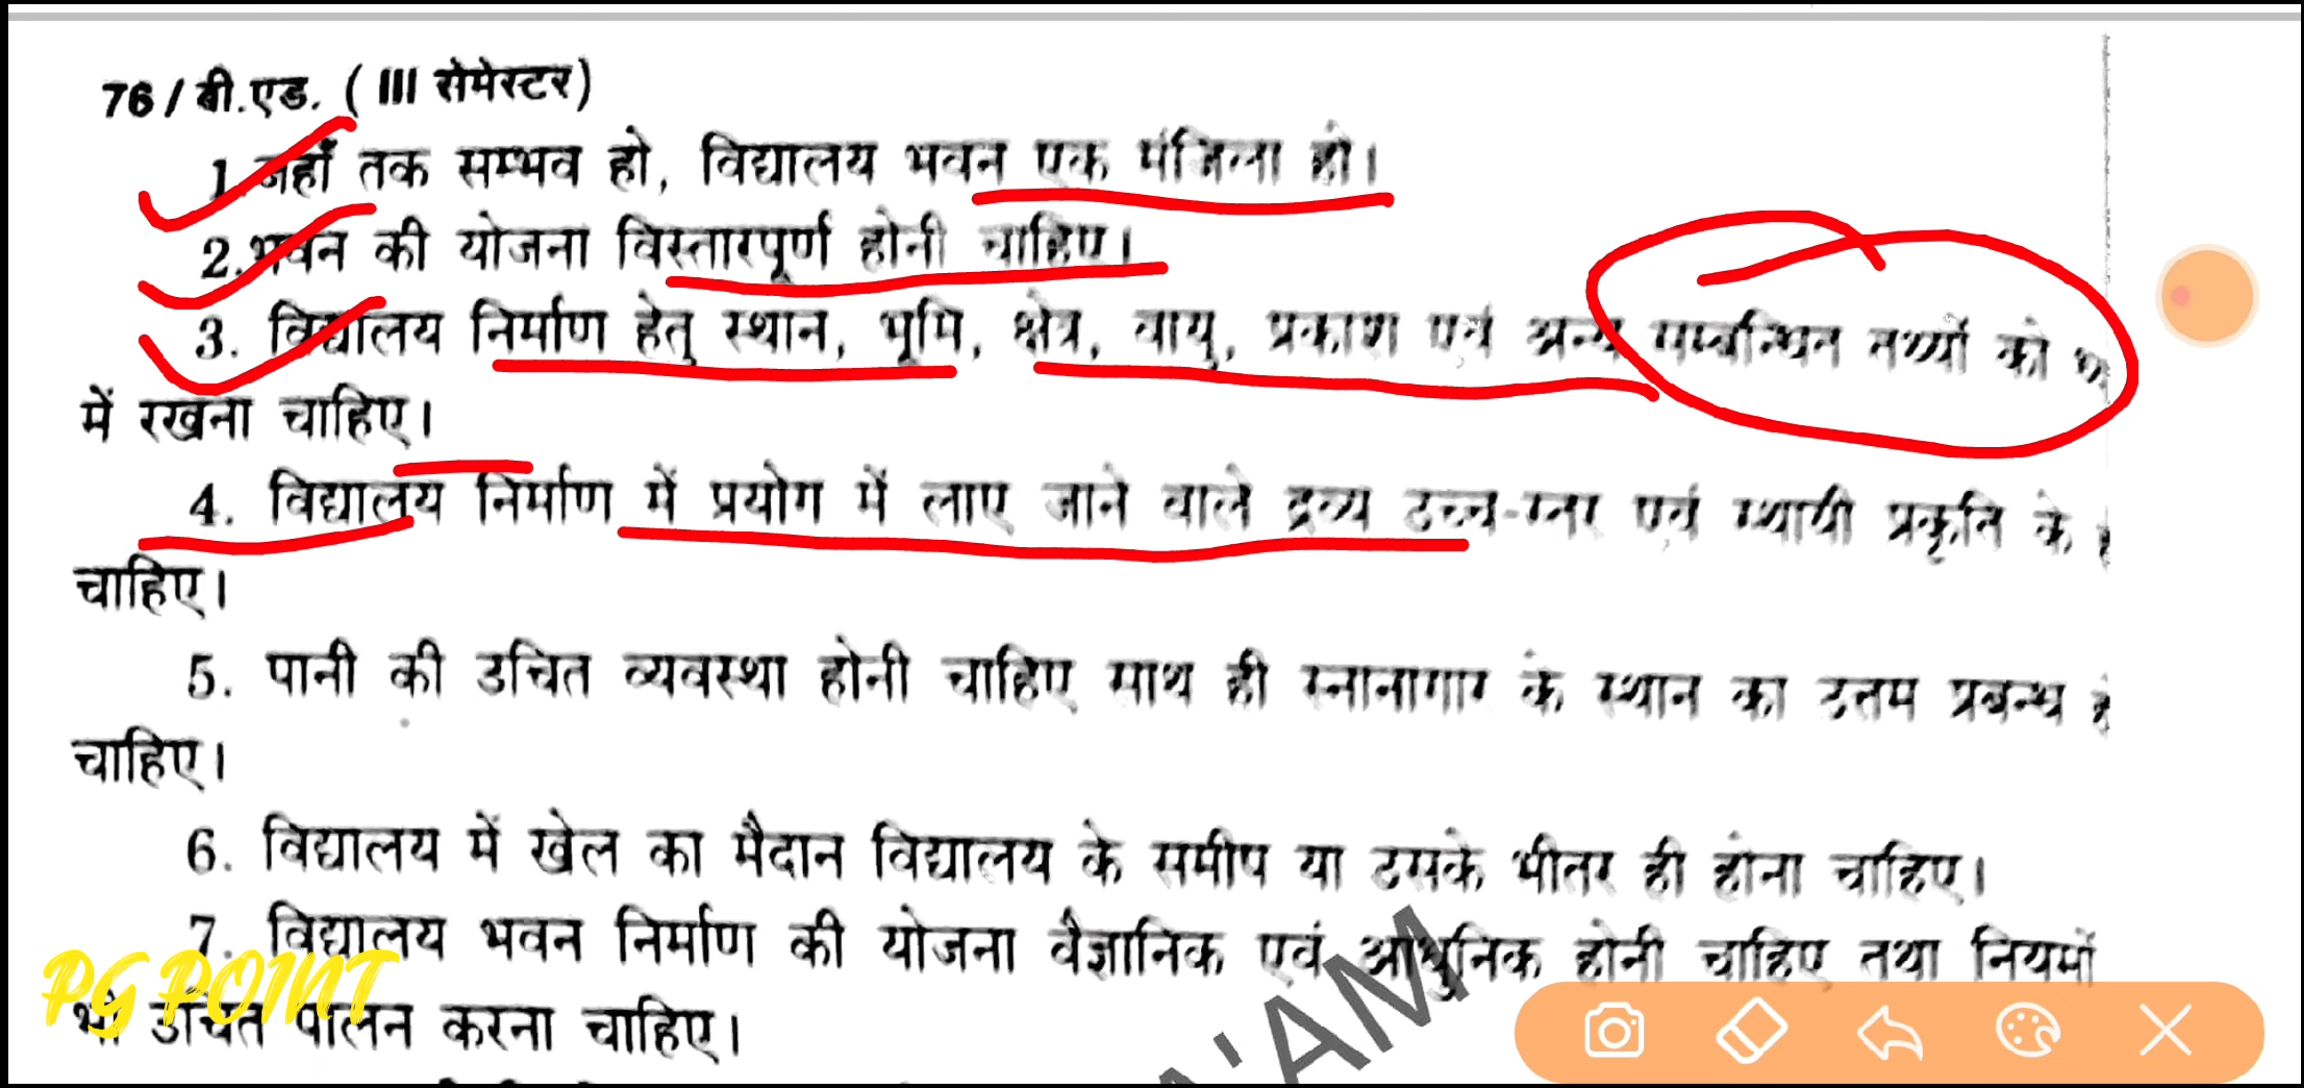 76 / बी.एड. ( III सेमेस्टर)
1. जहाँ तक सम्भव हो, विद्यालय भवन एक मंजिला हो।
2. भवन की योजना विस्तारपूर्ण होनी चाहिए।
3. विद्यालय निर्माण हेतु स्थान, भूमि, क्षेत्र, वायु, प्रकाश एवं अन्य सम्बन्धित तथ्यों को
में रखना चाहिए।
4. विद्यालय निर्माण में प्रयोग में लाए जाने वाले द्रव्य उच्च-स्तर एवं स्थायी प्रकृति के
चाहिए।
5. पानी की उचित व्यवस्था होनी चाहिए साथ ही स्नानागार के स्थान का उत्तम प्रबन्ध
चाहिए।
6. विद्यालय में खेल का मैदान विद्यालय के समीप या उसके भीतर ही होना चाहिए।
7. विद्यालय भवन निर्माण की योजना वैज्ञानिक एवं आधुनिक होनी चाहिए तथा नियमों
भी उचित पालन करना चाहिए।
PG POINT
'AM